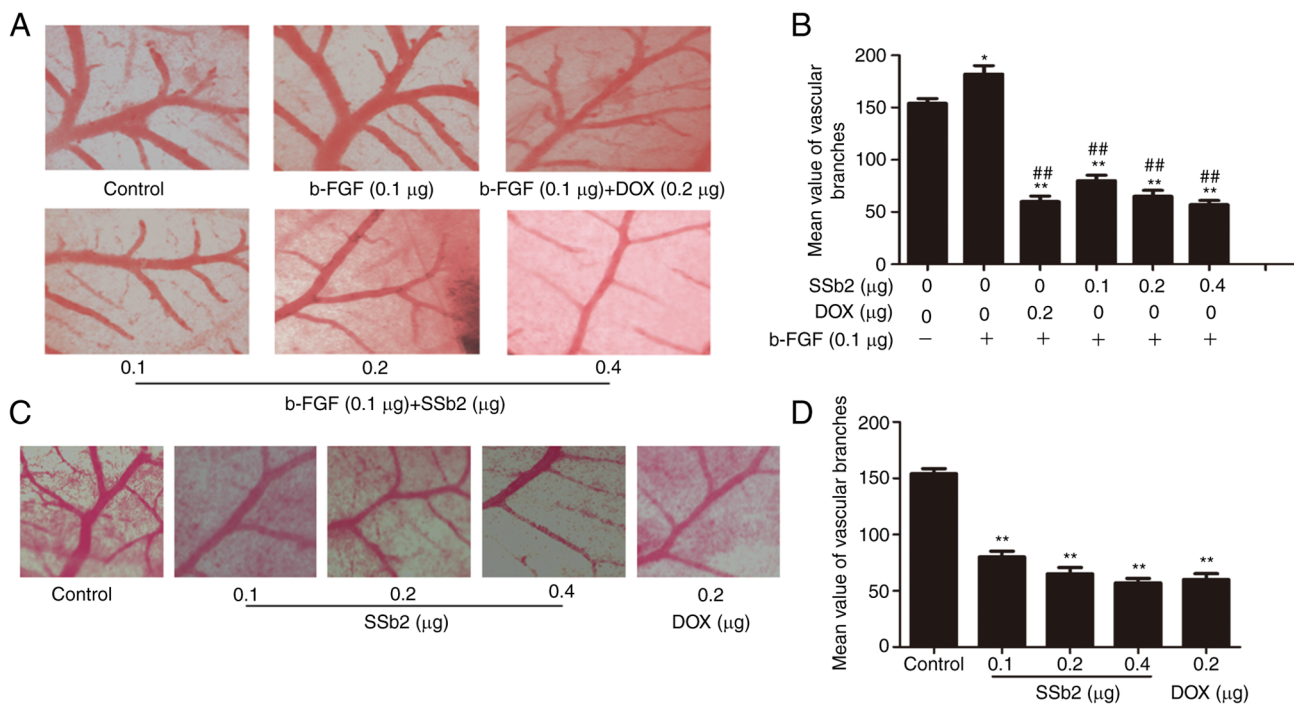 A
Control
b-FGF (0.1 μg)
b-FGF (0.1 μg)+DOX (0.2 μg)
0.1 0.2 0.4
b-FGF (0.1 μg)+SSb2 (μg)
B
Mean value of vascular
branches
200
150
100
50
0
*
## ## ## ##
** ** ** **
SSb2 (μg) 0 0 0 0.1 0.2 0.4
DOX (μg) 0 0 0.2 0 0 0
b-FGF (0.1 μg) − + + + + +
C
Control 0.1 0.2 0.4 0.2
SSb2 (μg) DOX (μg)
D
Mean value of vascular branches
200
150
100
50
0
** ** ** **
Control 0.1 0.2 0.4 0.2
SSb2 (μg) DOX (μg)